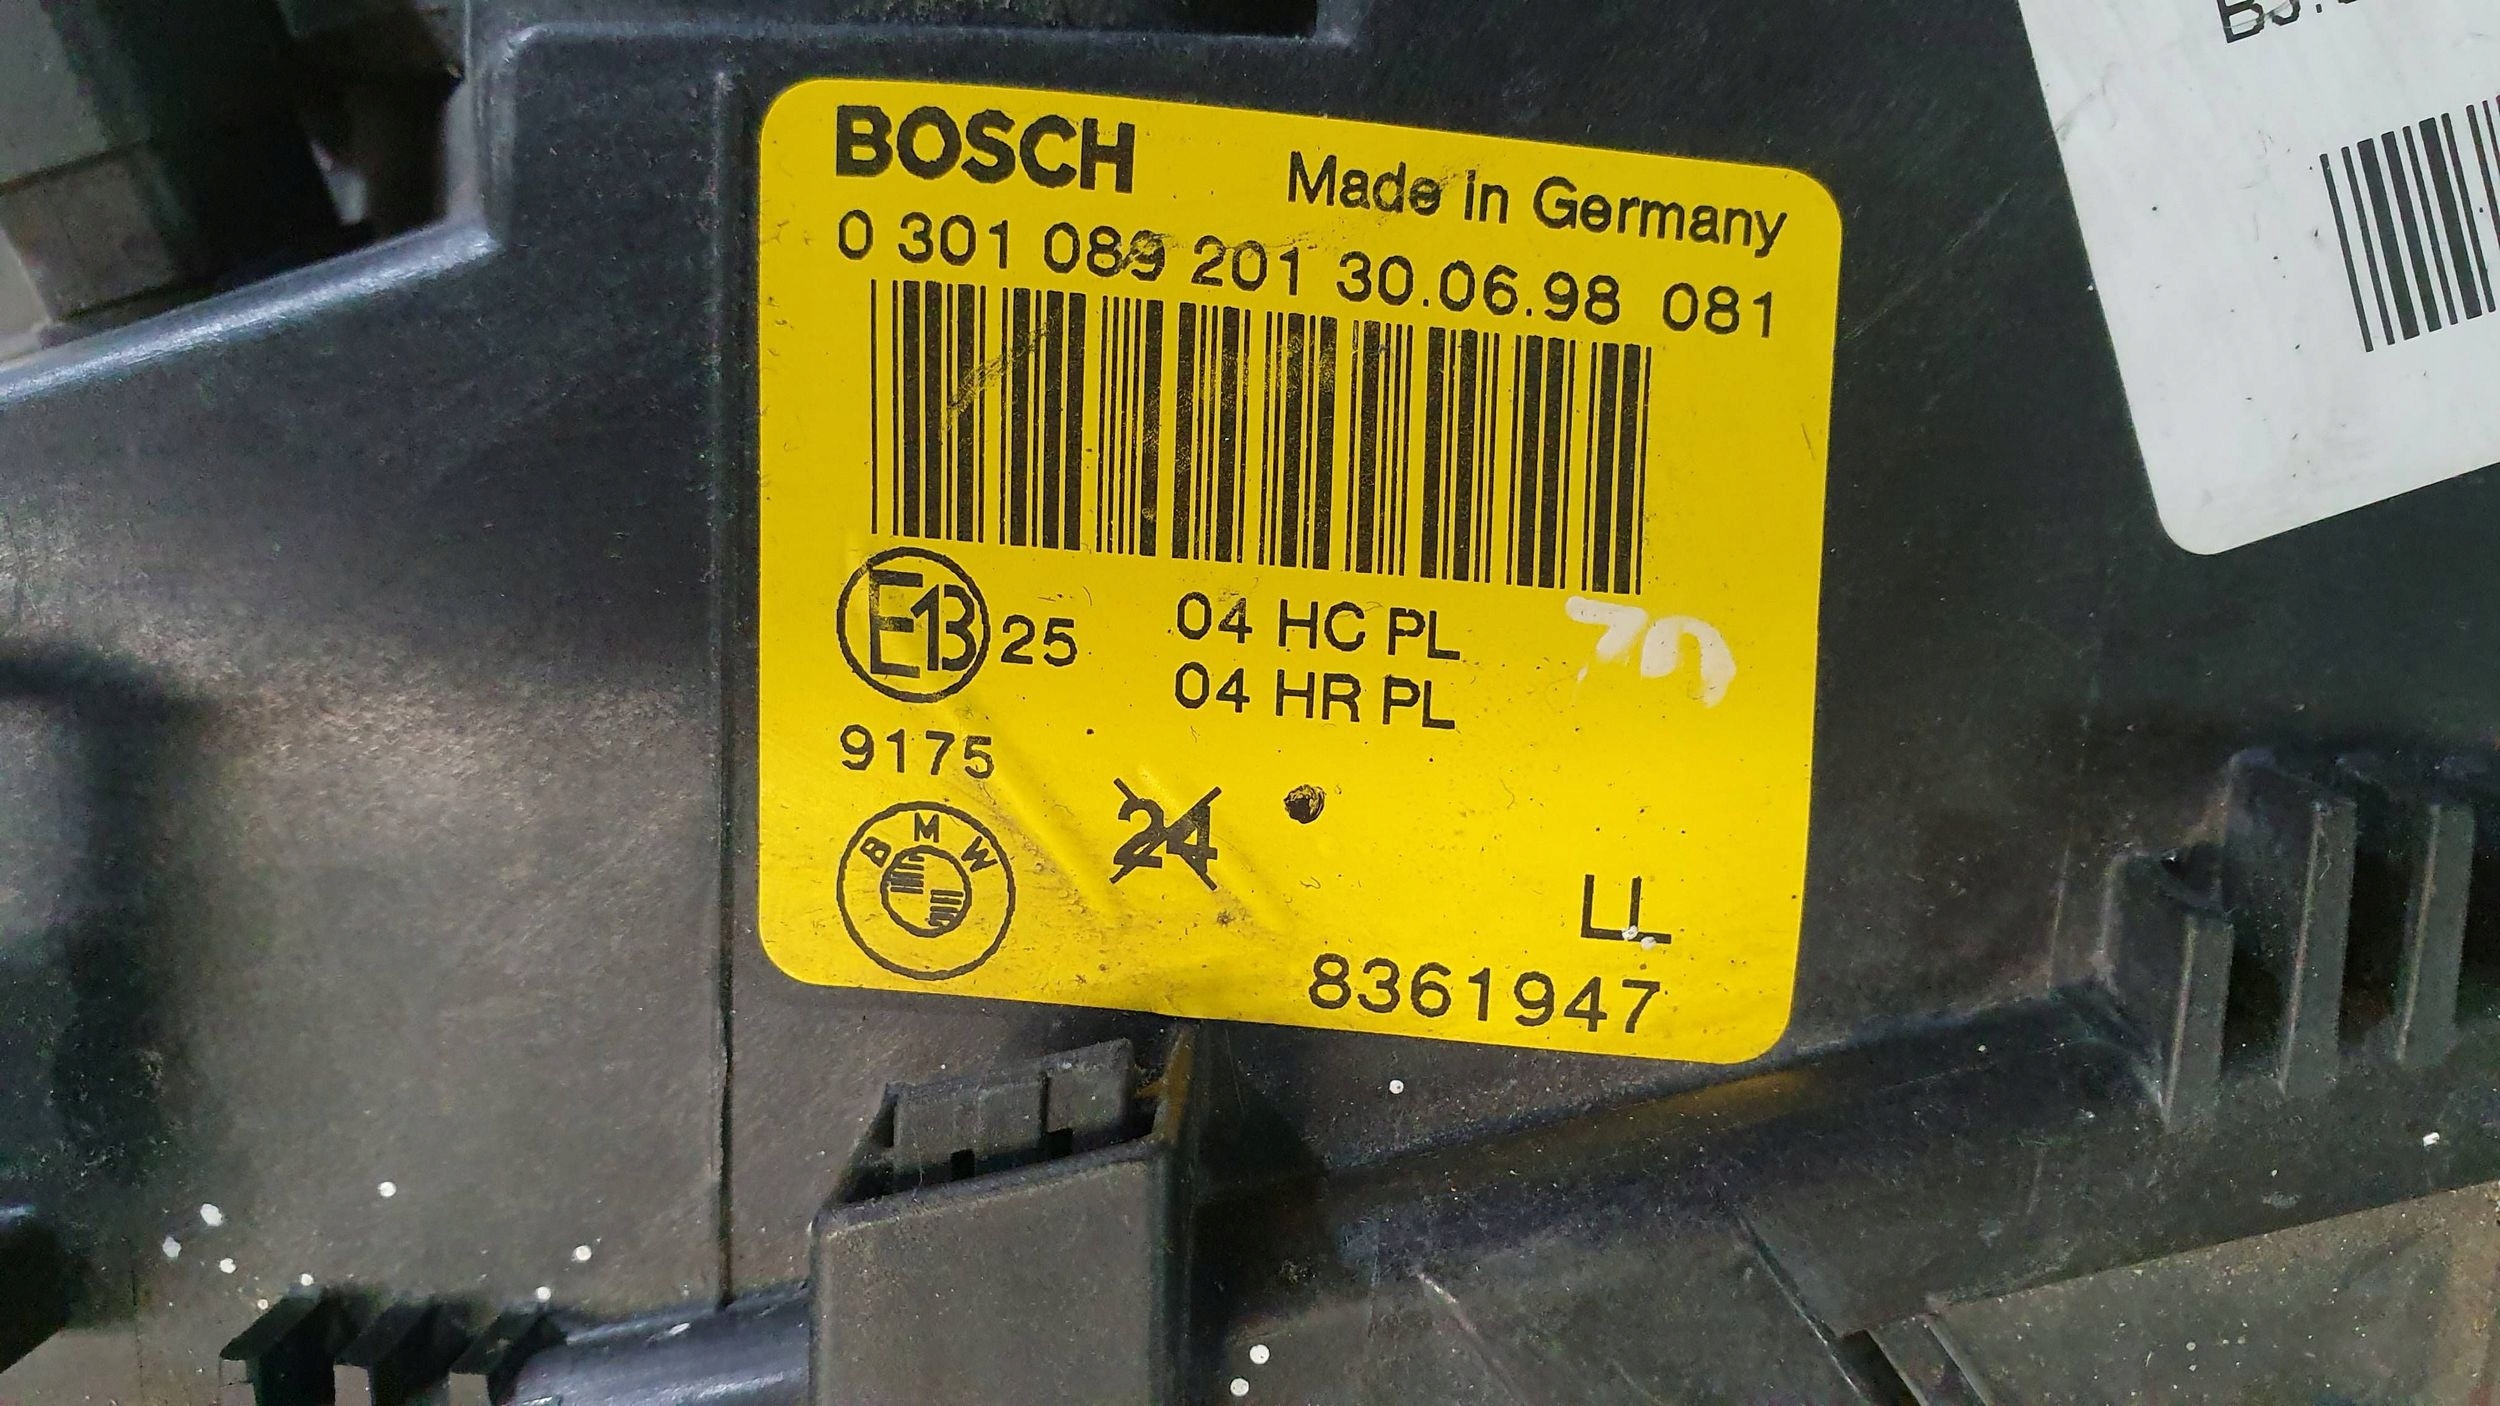 BOSCH Made in Germany
0 301 089 201 30.06.98 081
E13 25 04 HC PL
04 HR PL
9175
24
BMW
LL
8361947